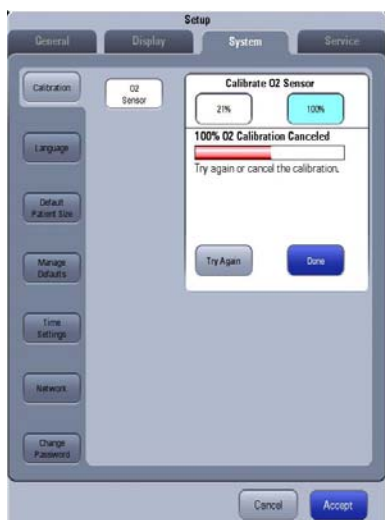 Setup
General Display System Service
Calibration
O2
Sensor
Calibrate O2 Sensor
21% 100%
100% O2 Calibration Canceled
Try again or cancel the calibration.
Try Again Done
Language
Default
Patient Size
Manage
Defaults
Time
Settings
Network
Change
Password
Cancel Accept